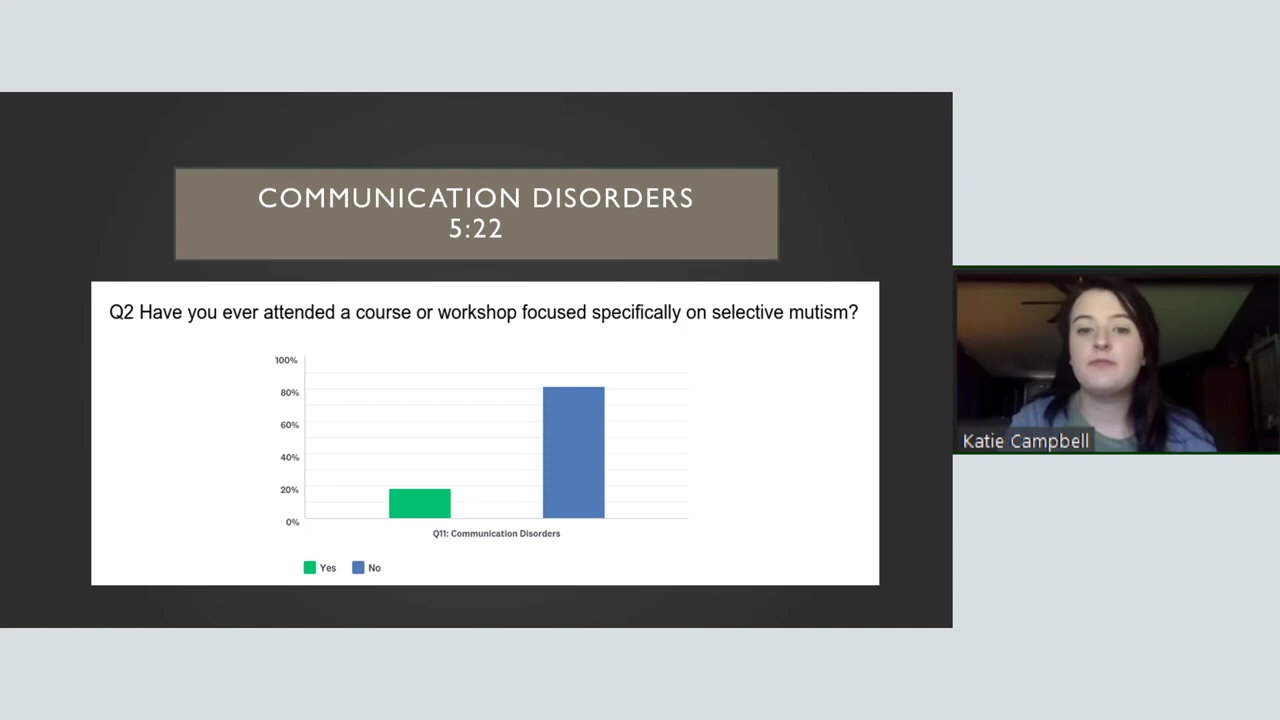 COMMUNICATION DISORDERS
5:22
Q2 Have you ever attended a course or workshop focused specifically on selective mutism?
100%
80%
60%
40%
20%
0%
Q11: Communication Disorders
Yes
No
Katie Campbell